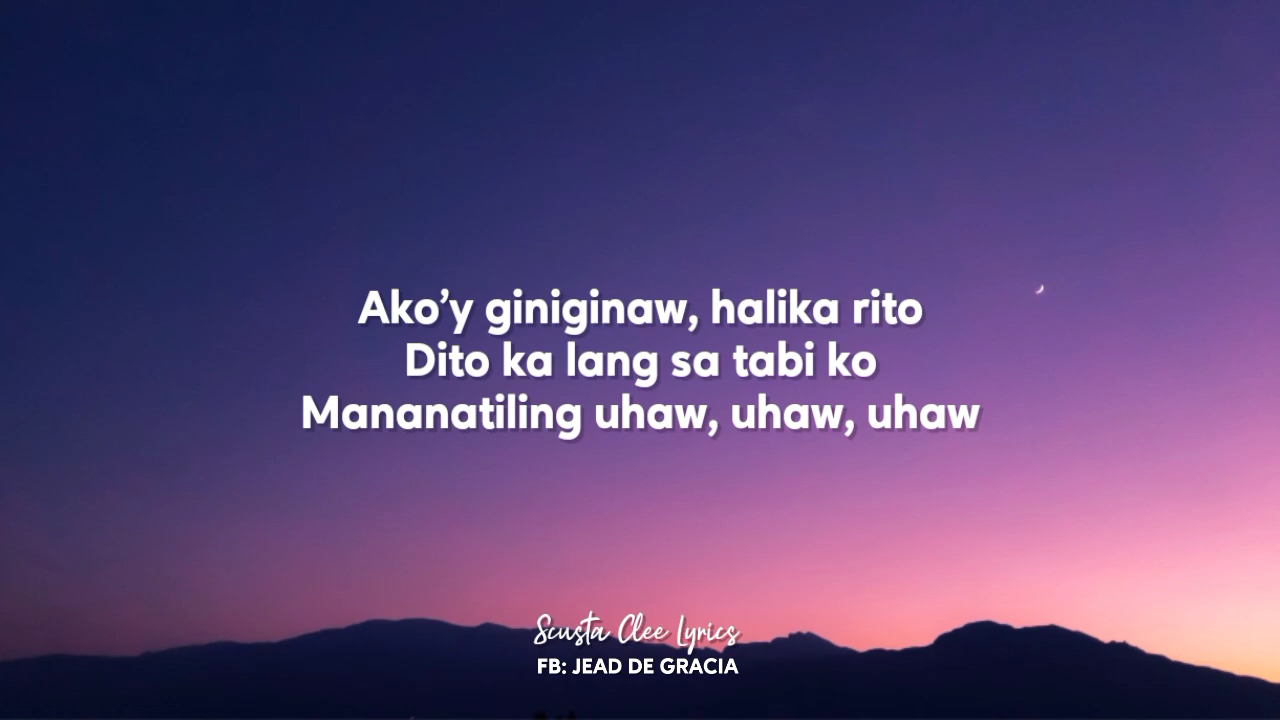 Ako’y giniginaw, halika rito
Dito ka lang sa tabi ko
Mananatiling uhaw, uhaw, uhaw
Scusta Clee Lyrics
FB: JEAD DE GRACIA